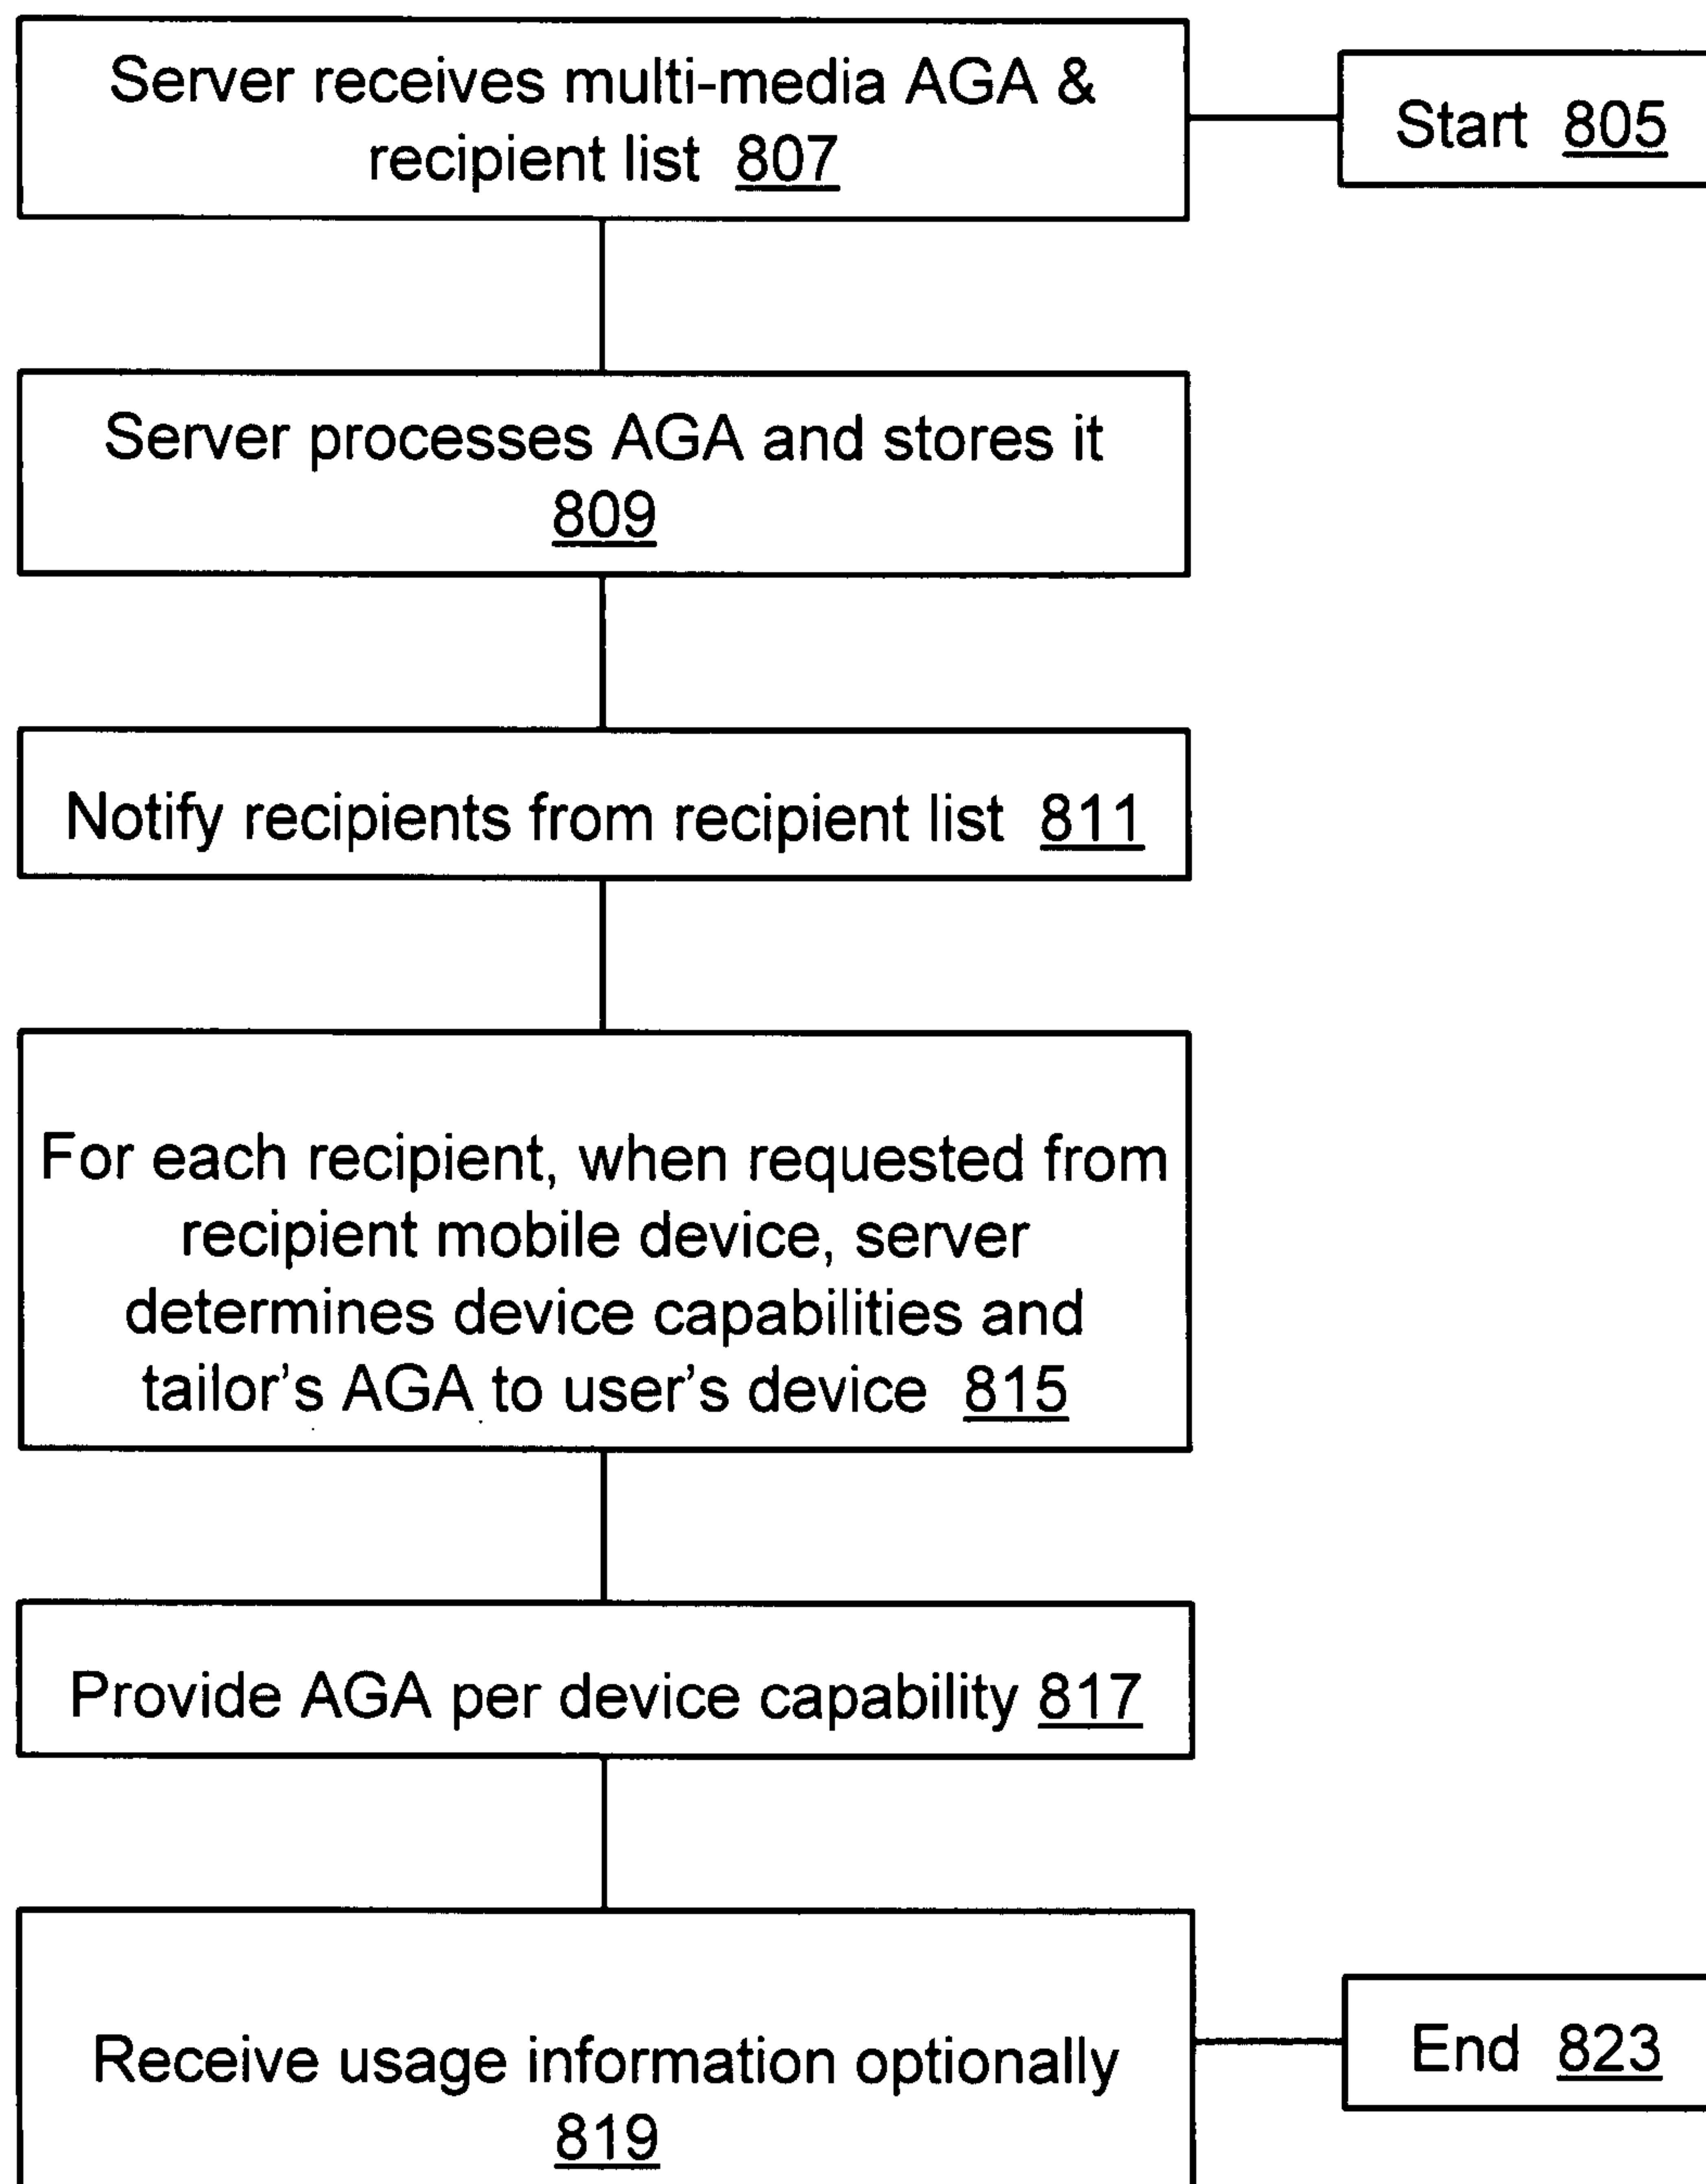 Server receives multi-media AGA &
recipient list 807
Start 805
Server processes AGA and stores it
809
Notify recipients from recipient list 811
For each recipient, when requested from
recipient mobile device, server
determines device capabilities and
tailor's AGA to user's device 815
Provide AGA per device capability 817
Receive usage information optionally
819
End 823